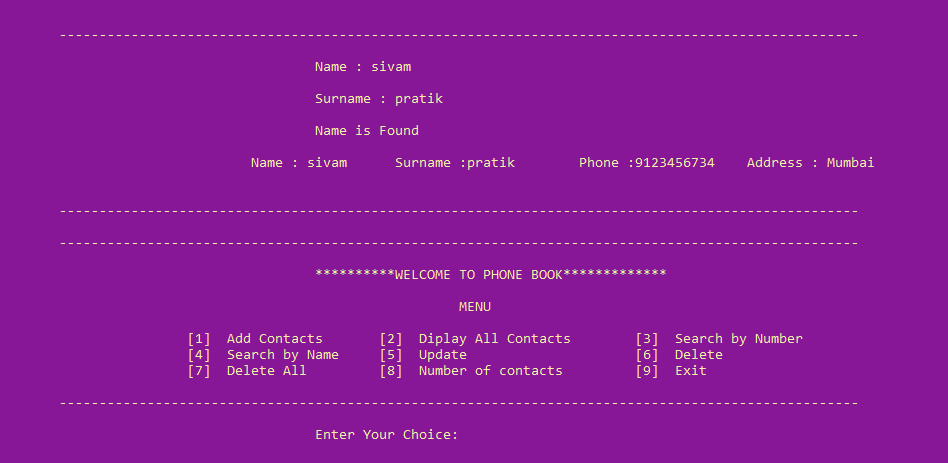 ----------------------------------------------------------------------------------------------------
Name : sivam
Surname : pratik
Name is Found
Name : sivam      Surname :pratik        Phone :9123456734    Address : Mumbai
----------------------------------------------------------------------------------------------------
----------------------------------------------------------------------------------------------------
**********WELCOME TO PHONE BOOK*************
MENU
[1]  Add Contacts       [2]  Diplay All Contacts        [3]  Search by Number
[4]  Search by Name     [5]  Update                     [6]  Delete
[7]  Delete All         [8]  Number of contacts         [9]  Exit
----------------------------------------------------------------------------------------------------
Enter Your Choice: